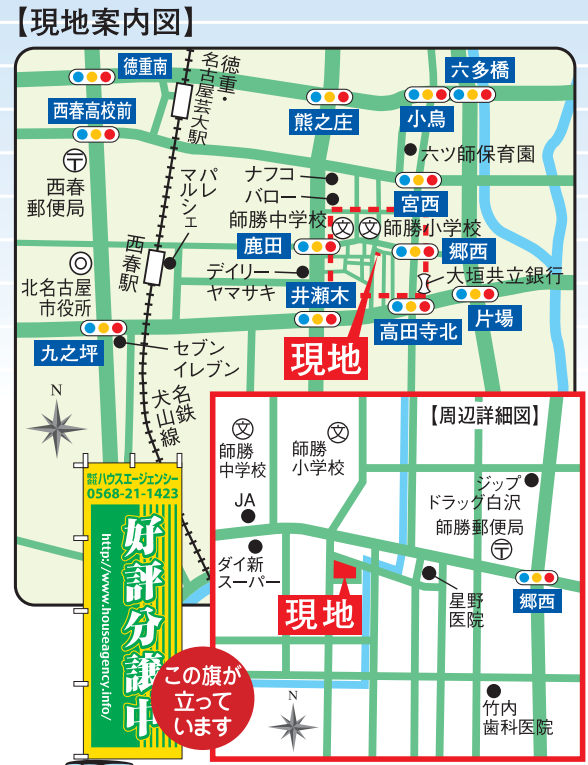 【現地案内図】
徳重南
徳重・
名古屋芸大駅
六多橋
西春高校前
熊之庄
小鳥
六ツ師保育園
西春
郵便局
パレ
マルシェ
ナフコ
バロー
宮西
師勝中学校
文
文
師勝小学校
鹿田
郷西
西春駅
デイリー
ヤマサキ
大垣共立銀行
北名古屋
市役所
井瀬木
片場
高田寺北
九之坪
セブン
イレブン
現地
名鉄
犬山線
N
【周辺詳細図】
文
師勝
中学校
師勝
小学校
文
ジップ
ドラッグ白沢
師勝郵便局
JA
ダイ新
スーパー
現地
星野
医院
郷西
竹内
歯科医院
N
株式会社ハウスエージェンシー
0568-21-1423
好評分譲中
http://www.houseagency.info/
この旗が
立って
います